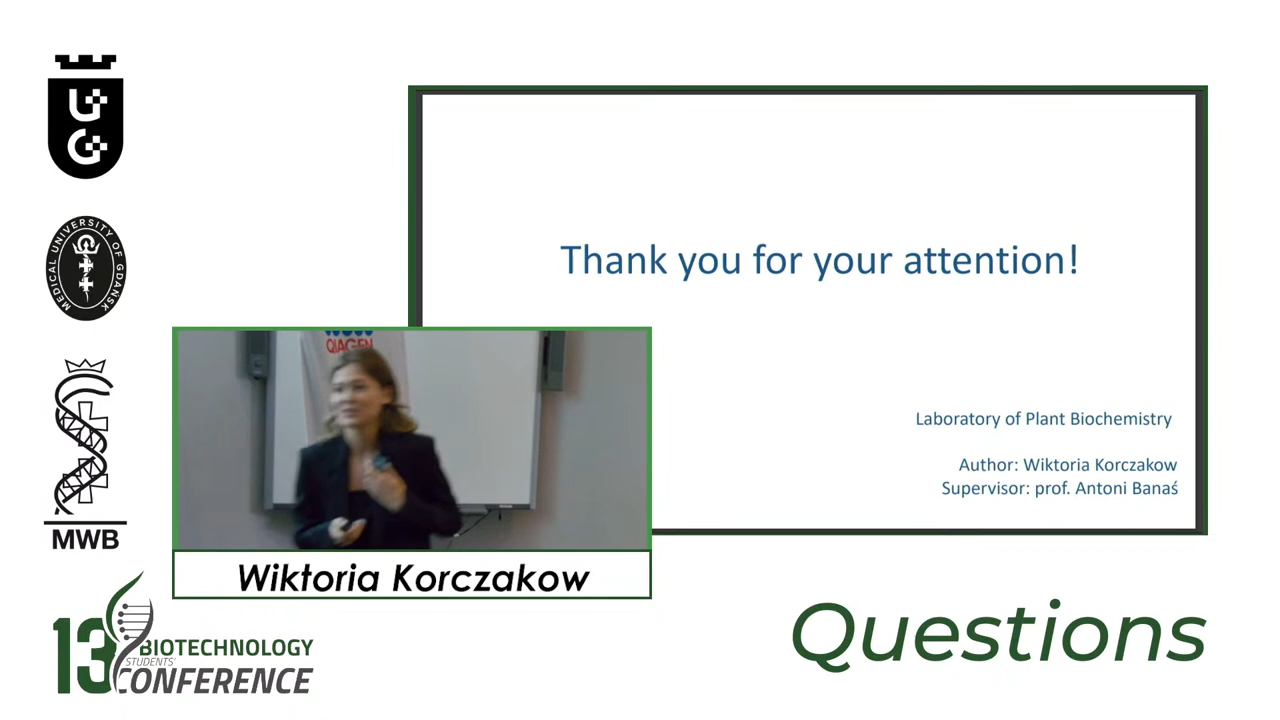 UG
MEDICAL UNIVERSITY OF GDAŃSK
MWB
13 BIOTECHNOLOGY
STUDENTS'
CONFERENCE
Thank you for your attention!
Laboratory of Plant Biochemistry
Author: Wiktoria Korczakow
Supervisor: prof. Antoni Banaś
QIAGEN
Wiktoria Korczakow
Questions